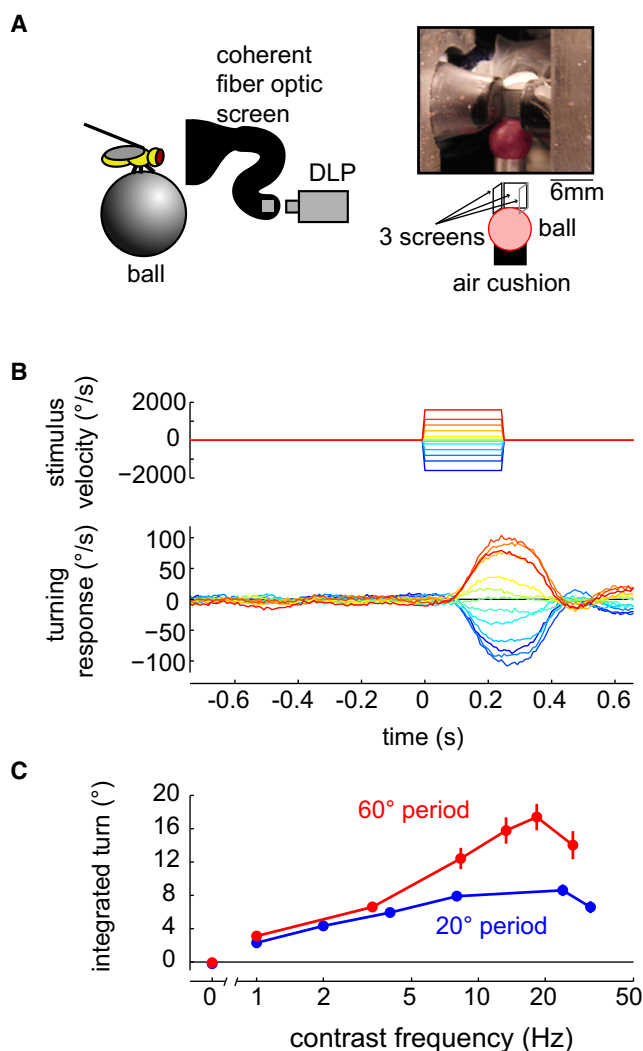 A
coherent
fiber optic
screen
DLP
ball
6mm
3 screens
ball
air cushion
B
stimulus
velocity (°/s)
2000
0
−2000
turning
response (°/s)
100
50
0
−50
−100
-0.6
-0.4
-0.2
0
0.2
0.4
0.6
time (s)
C
integrated turn (°)
20
16
12
8
4
0
60° period
20° period
0
1
2
5
10
20
50
contrast frequency (Hz)